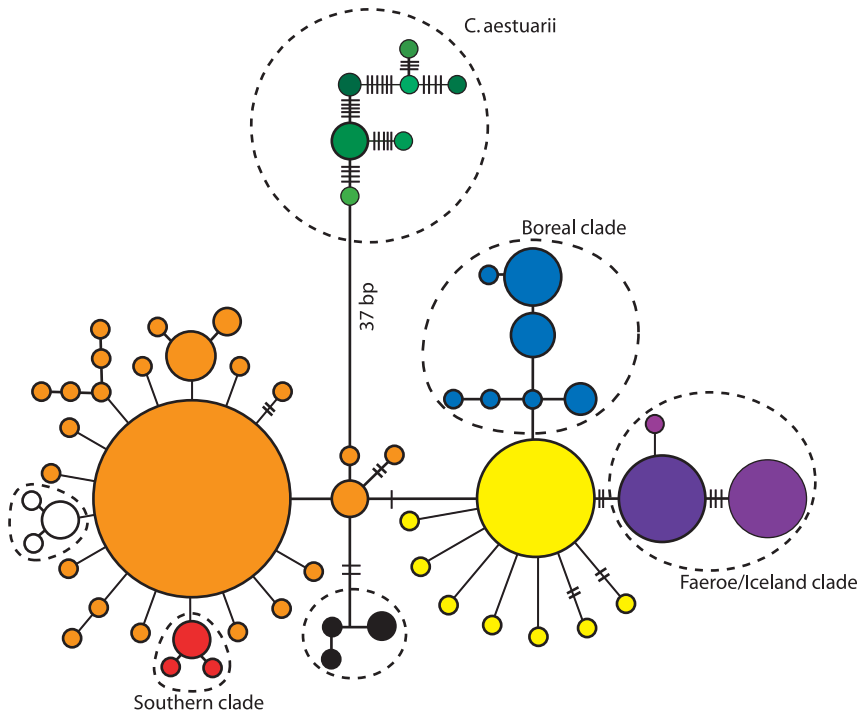 C. aestuarii
Boreal clade
37 bp
Faeroe/Iceland clade
Southern clade